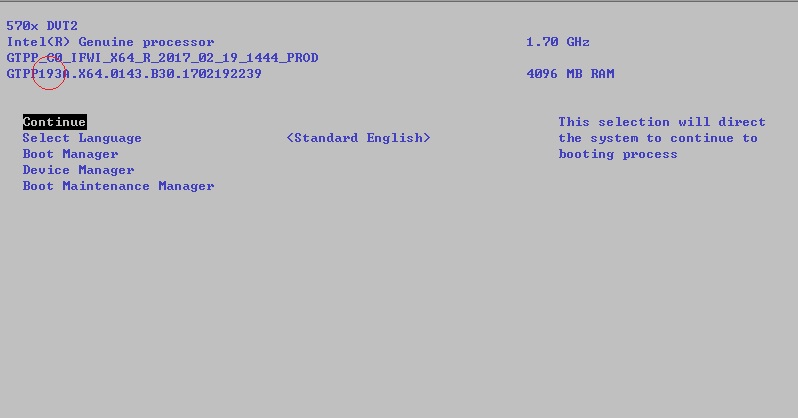 570x DVT2
Intel(R) Genuine processor 1.70 GHz
GTPP_C0_IFWI_X64_R_2017_02_19_1444_PROD
GTPP193A.X64.0143.B30.1702192239 4096 MB RAM
Continue
Select Language <Standard English>
Boot Manager
Device Manager
Boot Maintenance Manager
This selection will direct
the system to continue to
booting process